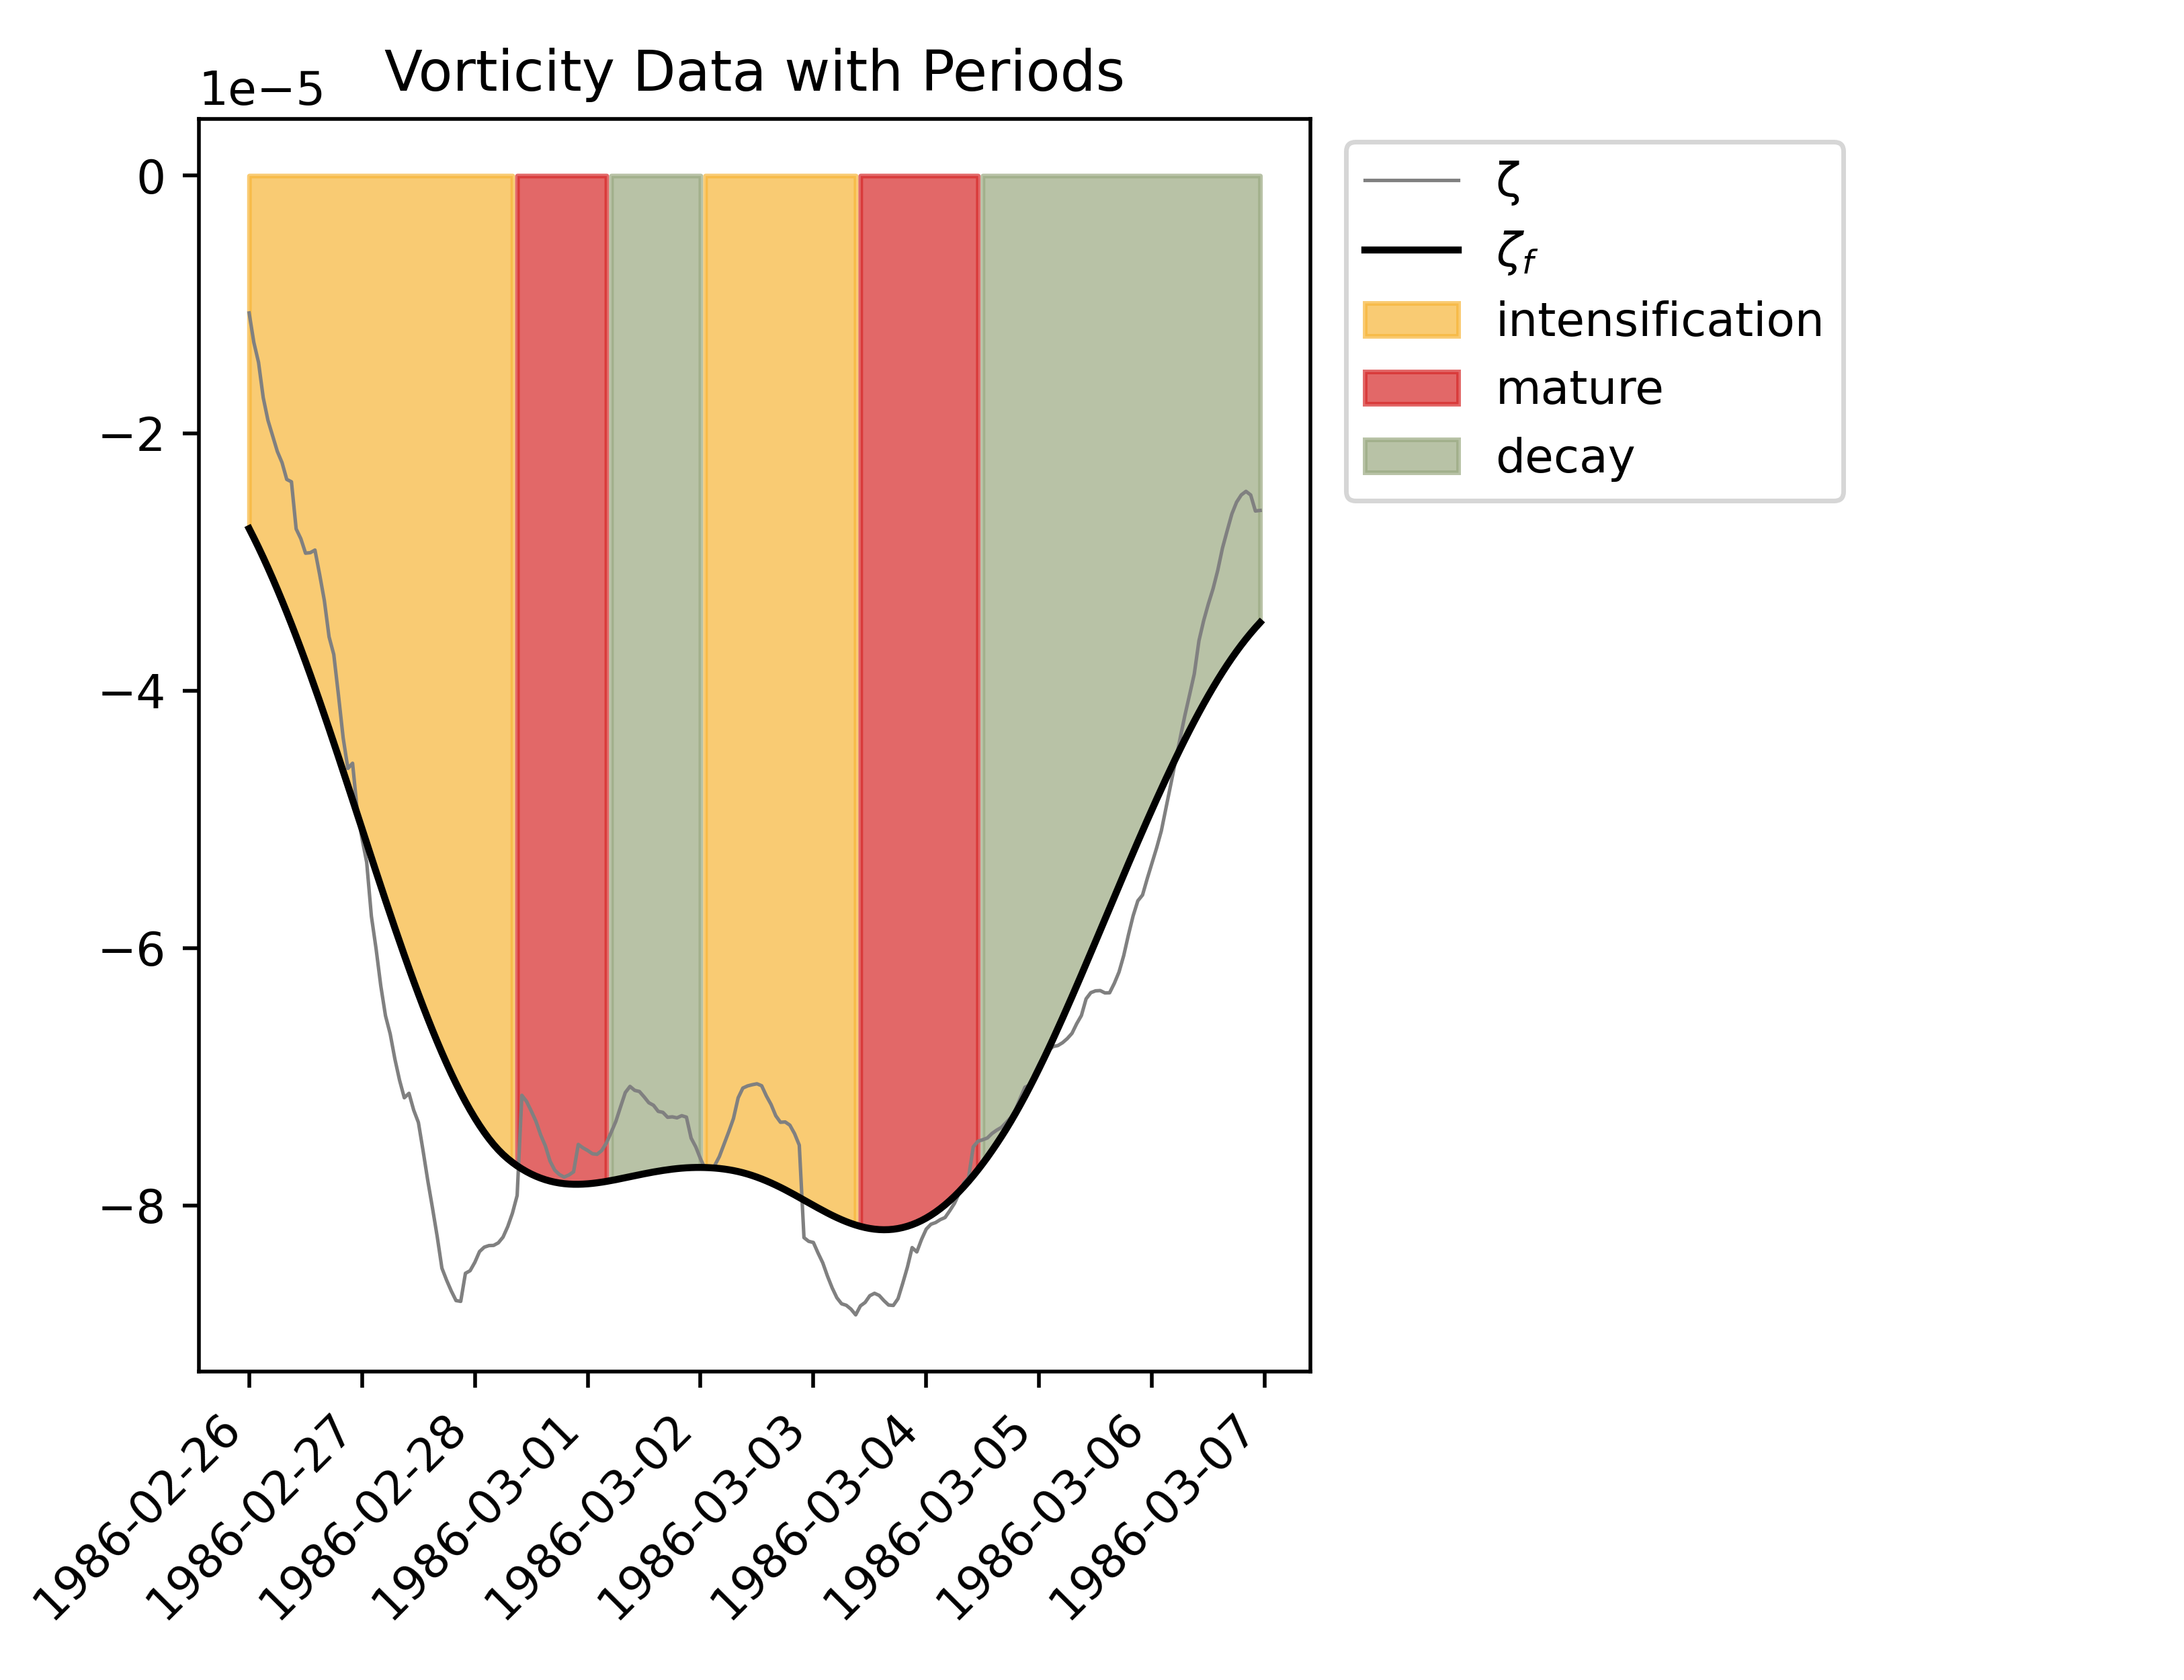 Vorticity Data with Periods
1e−5
0
−2
−4
−6
−8
1986-02-26
1986-02-27
1986-02-28
1986-03-01
1986-03-02
1986-03-03
1986-03-04
1986-03-05
1986-03-06
1986-03-07
ζ
ζf
intensification
mature
decay